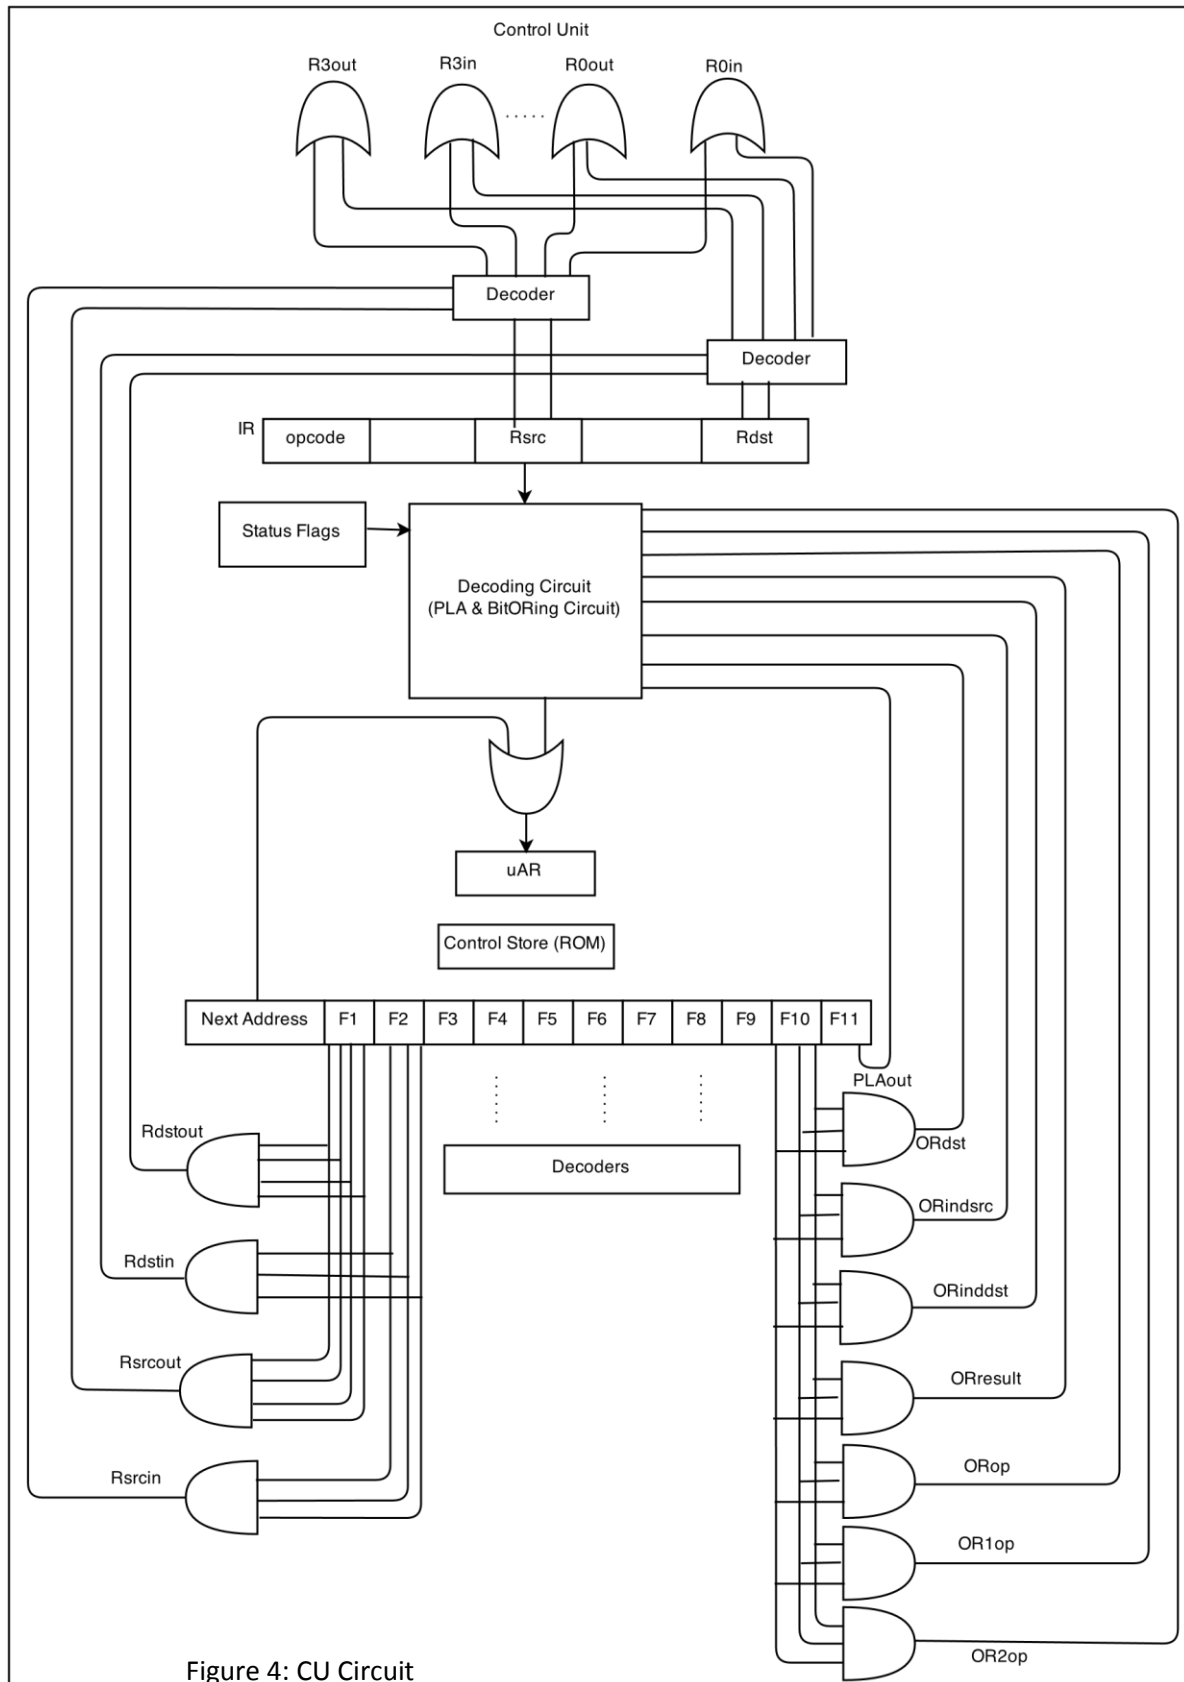 Control Unit
R3out
R3in
R0out
R0in
Decoder
Decoder
IR
opcode
Rsrc
Rdst
Status Flags
Decoding Circuit
(PLA & BitORing Circuit)
uAR
Control Store (ROM)
Next Address
F1
F2
F3
F4
F5
F6
F7
F8
F9
F10
F11
PLAout
Rdstout
ORdst
Decoders
ORindsrc
Rdstin
ORinddst
Rsrcout
ORresult
Rsrcin
ORop
OR1op
OR2op
Figure 4: CU Circuit